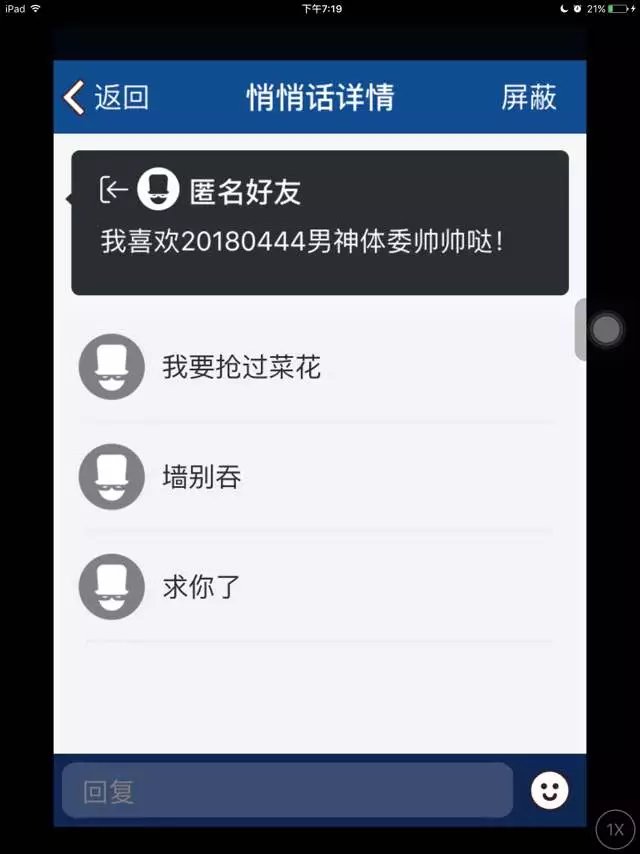 iPad 下午7:19 21%
返回 悄悄话详情 屏蔽
匿名好友
我喜欢20180444男神体委帅帅哒!
我要抢过菜花
墙别吞
求你了
回复
1X